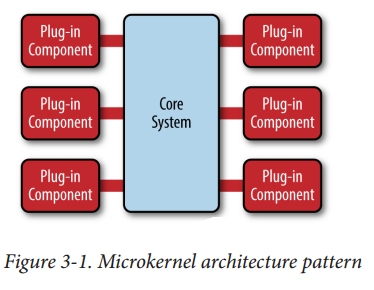 Plug-in
Component
Plug-in
Component
Plug-in
Component
Core
System
Plug-in
Component
Plug-in
Component
Plug-in
Component
Figure 3-1. Microkernel architecture pattern